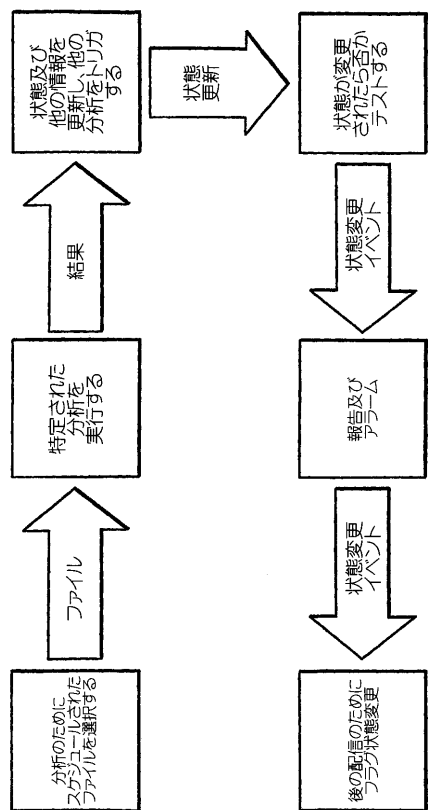 分析のために
スケジュールされた
ファイルを選択する
ファイル
特定された
分析を
実行する
結果
状態及び
他の情報を
更新し、他の
分析をトリガ
する
状態
更新
状態が変更
されたら否か
テストする
状態変更
イベント
報告及び
アラーム
状態変更
イベント
後の配信のために
フラグ状態変更